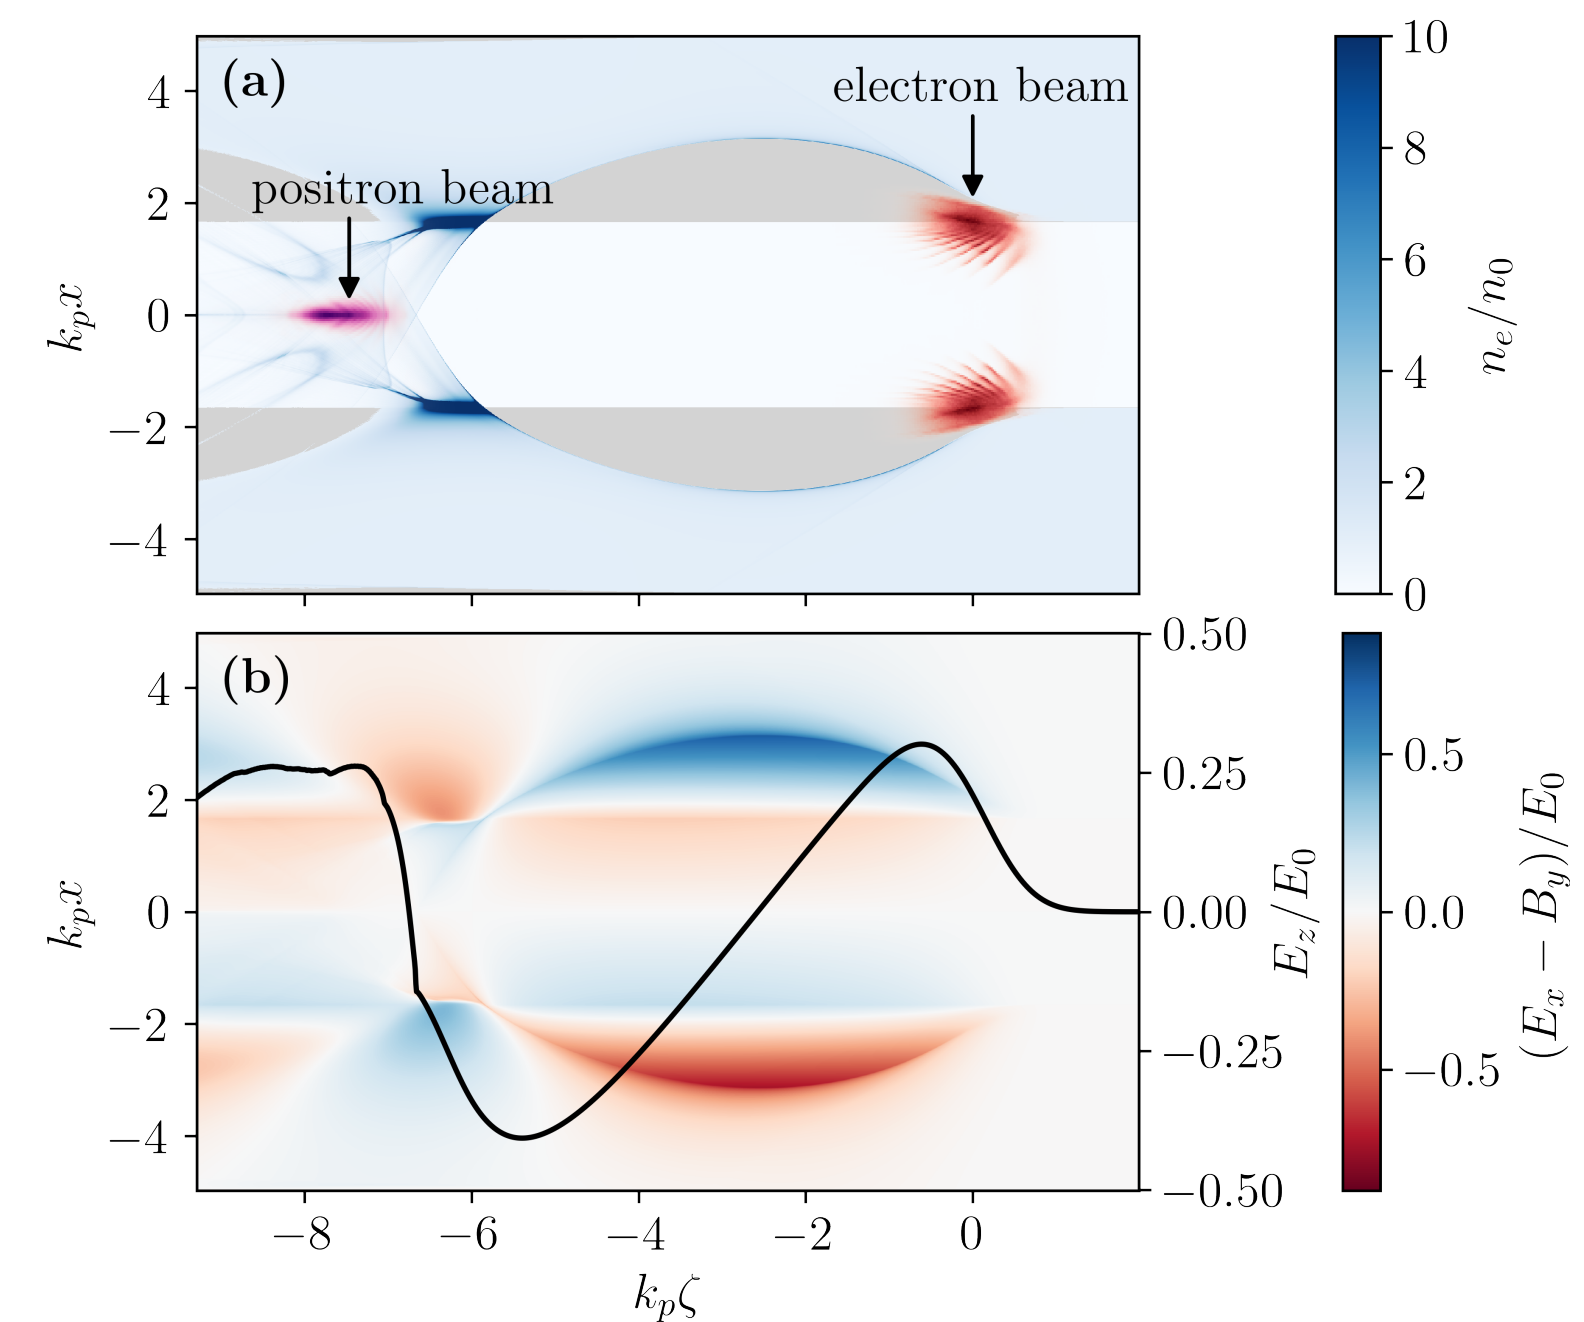 (a)
electron beam
positron beam
4
2
0
−2
−4
k_p x
10
8
6
4
2
0
n_e/n_0
(b)
4
2
0
−2
−4
k_p x
0.50
0.25
0.00
−0.25
−0.50
E_z/E_0
0.5
0.0
−0.5
(E_x − B_y)/E_0
−8 −6 −4 −2 0
k_p ζ